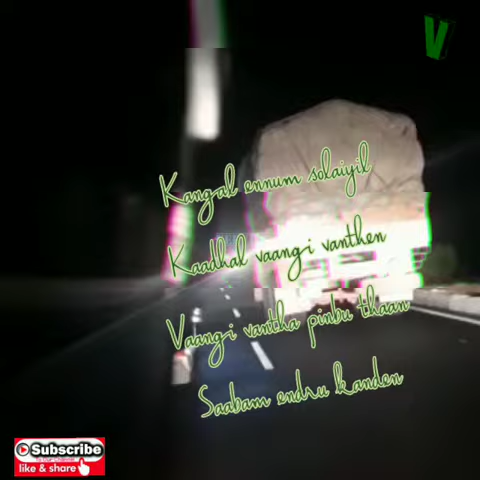 V
Kangal ennum solaiyil
Kaadhal vaangi vanthen
Vaangi vantha pinbu thaan
Saabam endru kanden
Subscribe
like & share